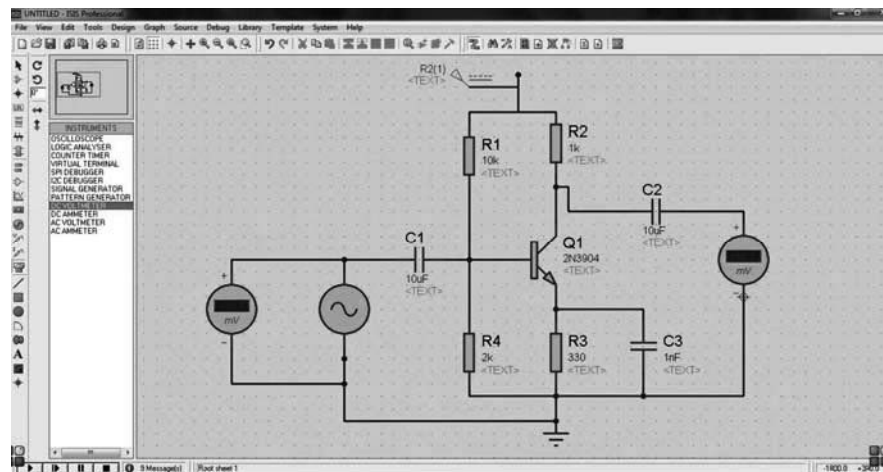 UNTITLED - ISIS Professional
File View Edit Tools Design Graph Source Debug Library Template System Help
INSTRUMENTS
OSCILLOSCOPE
LOGIC ANALYSER
COUNTER TIMER
VIRTUAL TERMINAL
SPI DEBUGGER
I2C DEBUGGER
SIGNAL GENERATOR
PATTERN GENERATOR
DC VOLTMETER
DC AMMETER
AC VOLTMETER
AC AMMETER
R2(1)
<TEXT>
R1
10k
<TEXT>
R2
1k
<TEXT>
C2
10uF
<TEXT>
C1
10uF
<TEXT>
Q1
2N3904
<TEXT>
+
mV
-
+
mV
-
R4
2k
<TEXT>
R3
330
<TEXT>
C3
1nF
<TEXT>
9 Message(s)
Root sheet 1